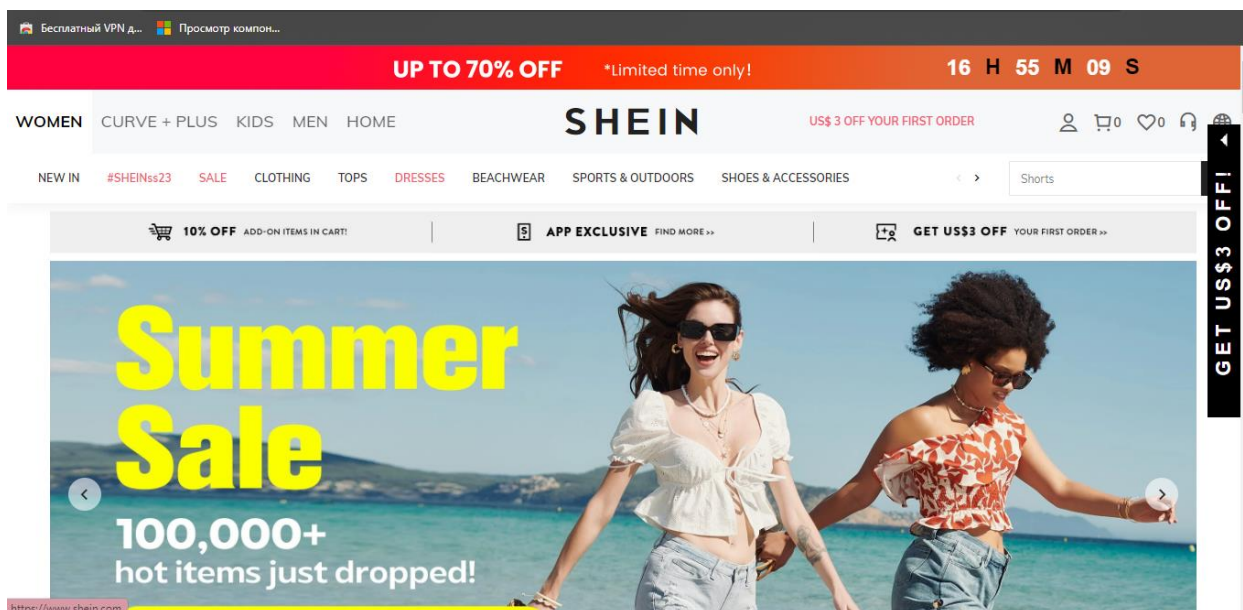 Бесплатный VPN д... Просмотр компон...
UP TO 70% OFF *Limited time only! 16 H 55 M 09 S
WOMEN CURVE + PLUS KIDS MEN HOME SHEIN US$ 3 OFF YOUR FIRST ORDER 0 0
NEW IN #SHEINss23 SALE CLOTHING TOPS DRESSES BEACHWEAR SPORTS & OUTDOORS SHOES & ACCESSORIES Shorts
GET US$3 OFF!
10% OFF ADD-ON ITEMS IN CART! APP EXCLUSIVE FIND MORE >> GET US$3 OFF YOUR FIRST ORDER >>
Summer
Sale
100,000+
hot items just dropped!
https://www.shein.com